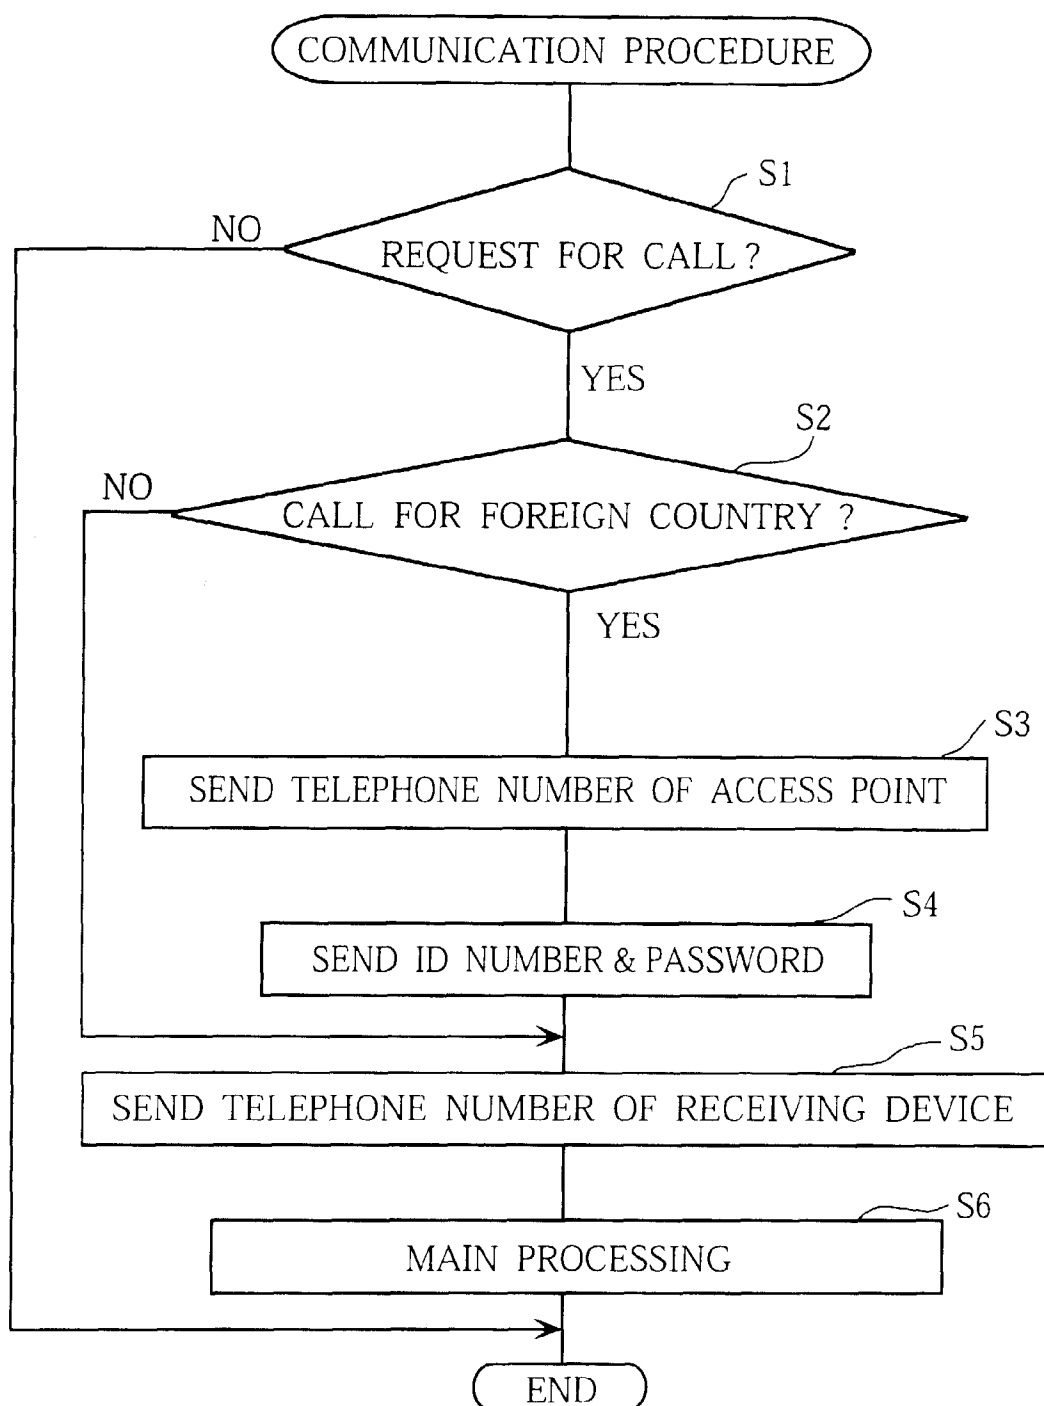 COMMUNICATION PROCEDURE
S1
NO
REQUEST FOR CALL?
YES
S2
NO
CALL FOR FOREIGN COUNTRY ?
YES
S3
SEND TELEPHONE NUMBER OF ACCESS POINT
S4
SEND ID NUMBER & PASSWORD
S5
SEND TELEPHONE NUMBER OF RECEIVING DEVICE
S6
MAIN PROCESSING
END